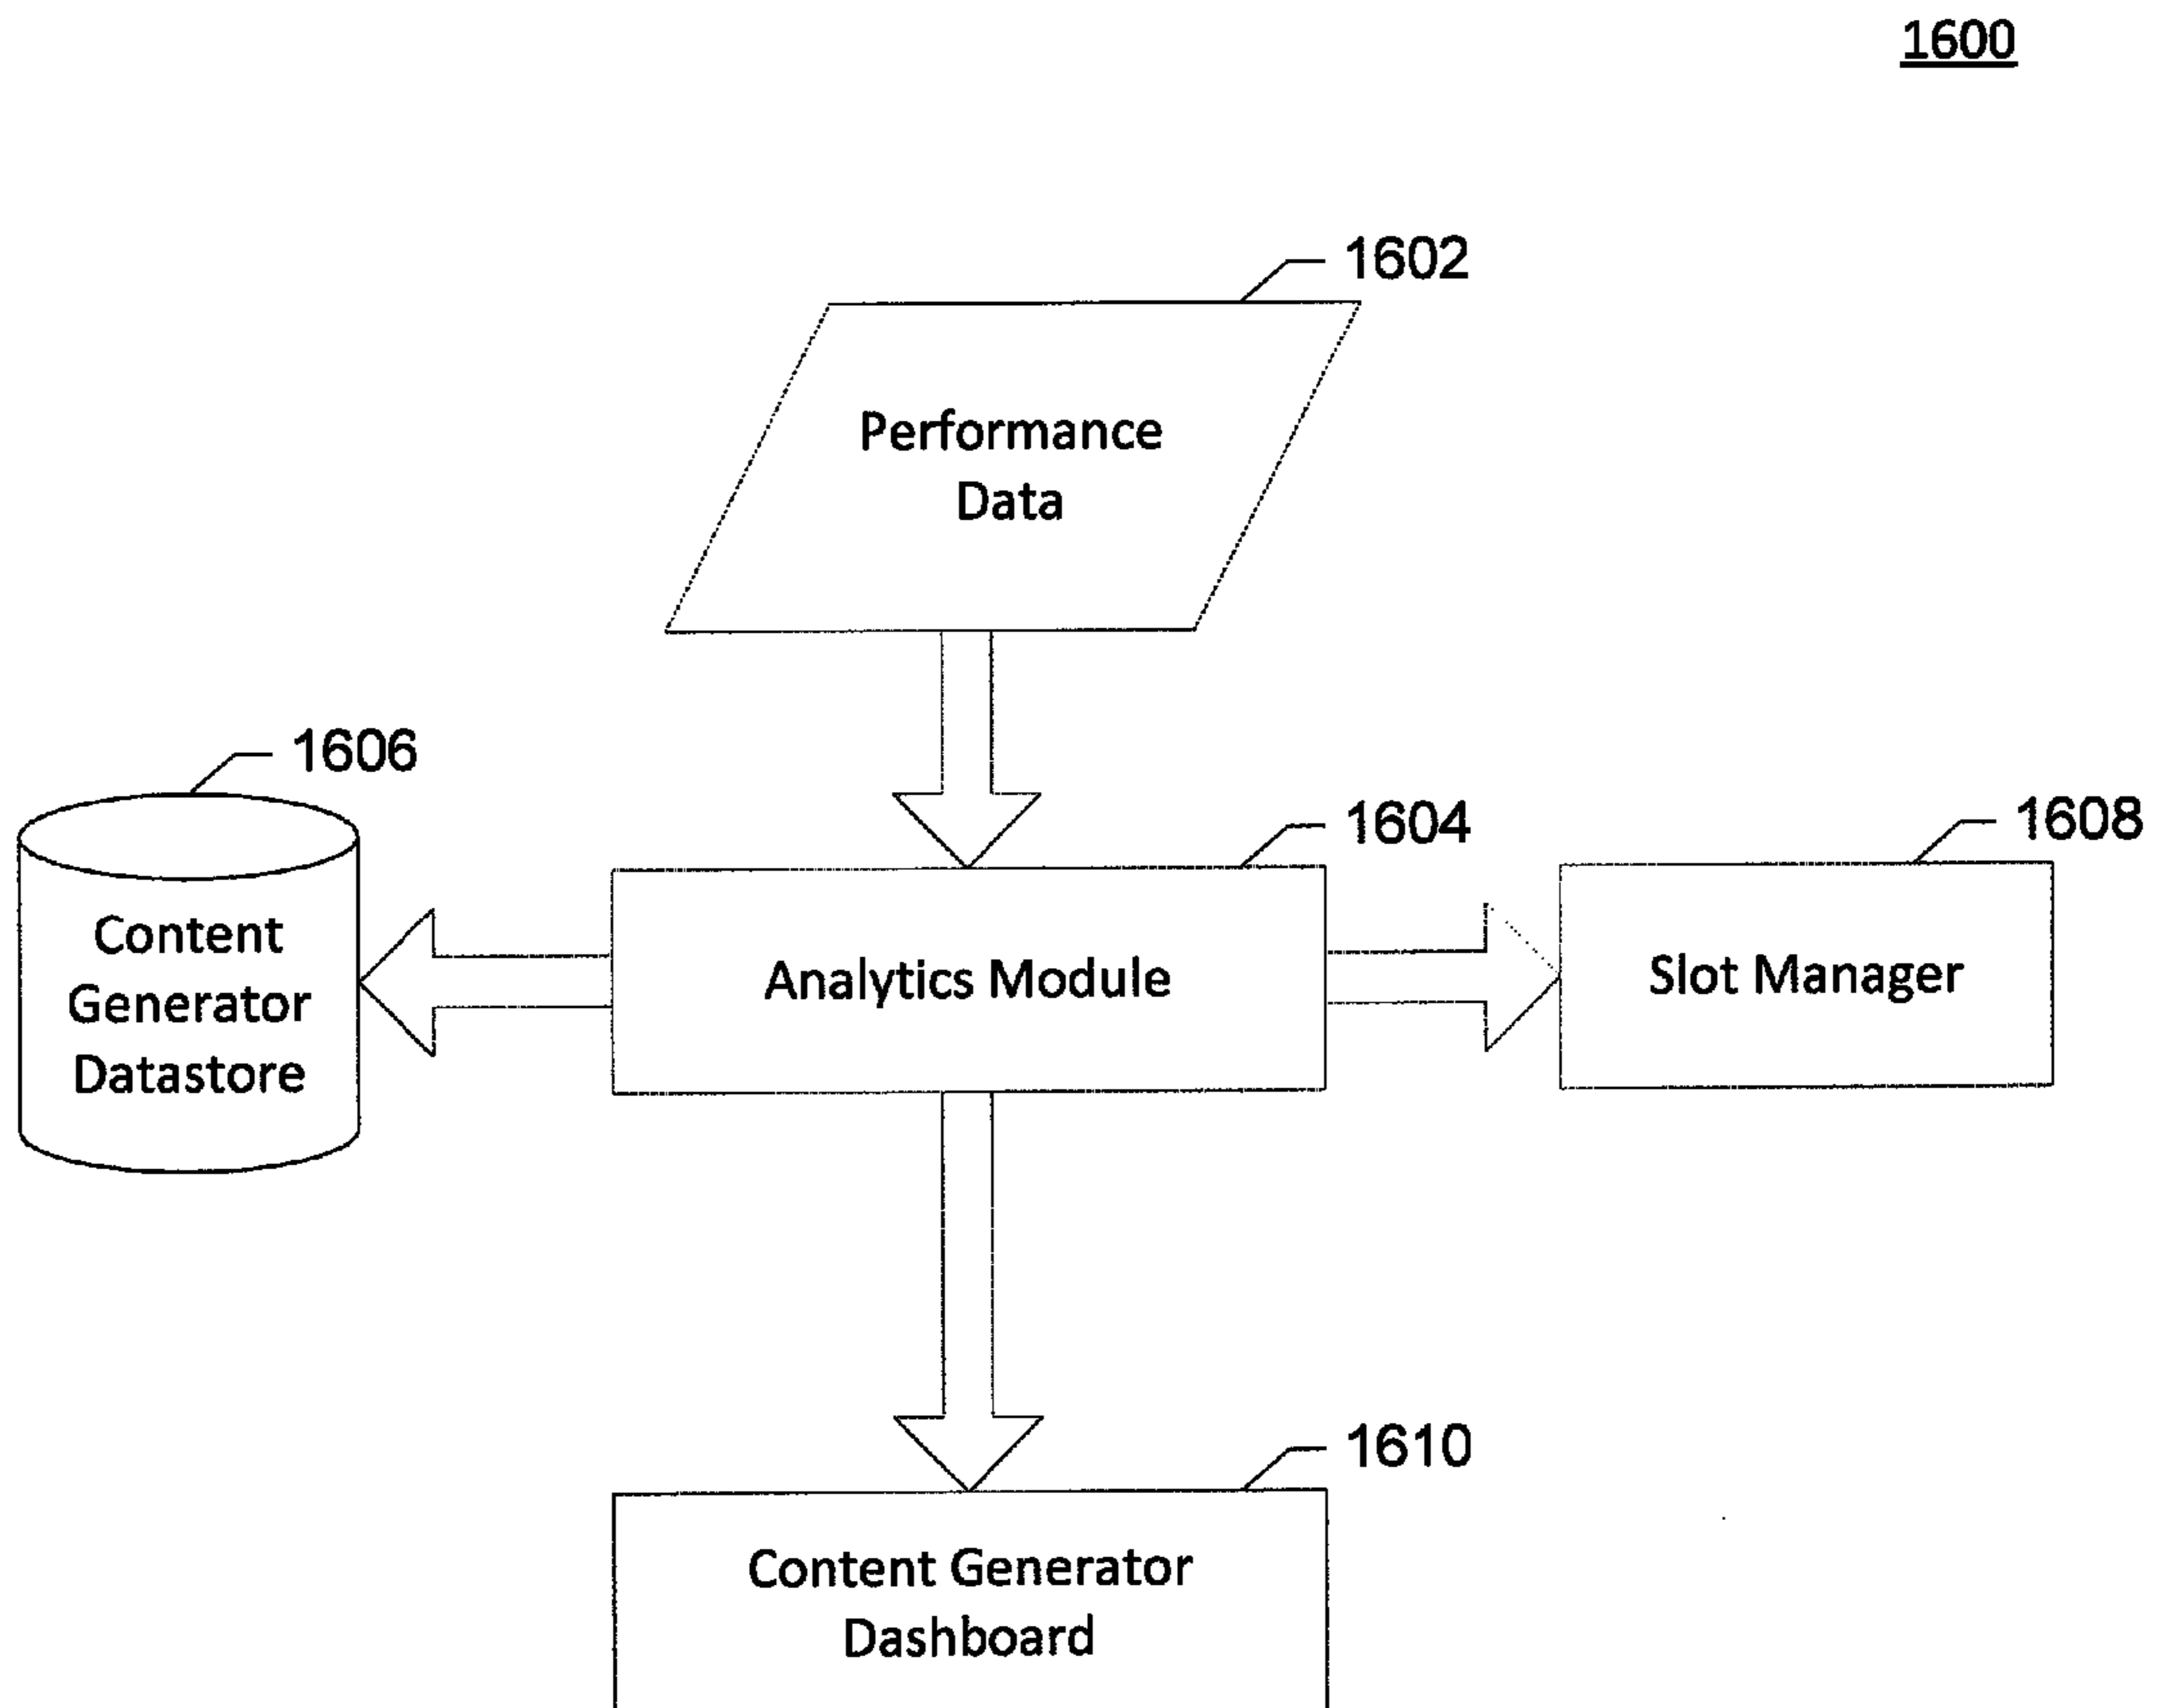 1600
1602
Performance
Data
1606
1604
1608
Content
Generator
Datastore
Analytics Module
Slot Manager
1610
Content Generator
Dashboard